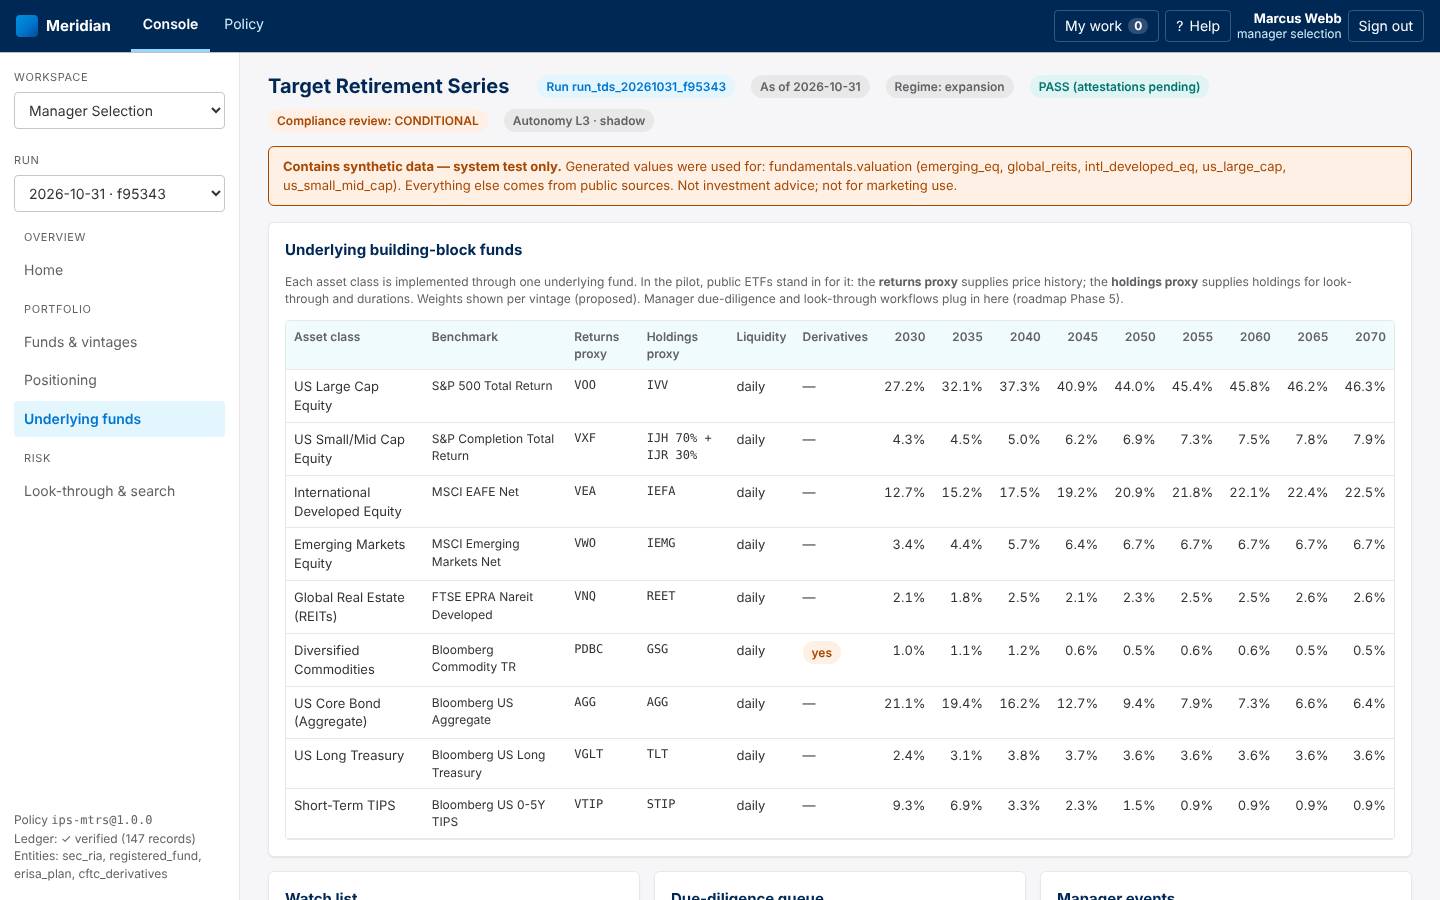 Meridian
Console
Policy
My work 0
? Help
Marcus Webb
manager selection
Sign out
WORKSPACE
Manager Selection
RUN
2026-10-31 · f95343
OVERVIEW
Home
PORTFOLIO
Funds & vintages
Positioning
Underlying funds
RISK
Look-through & search
Policy ips-mtrs@1.0.0
Ledger: ✓ verified (147 records)
Entities: sec_ria, registered_fund,
erisa_plan, cftc_derivatives
Target Retirement Series
Run run_tds_20261031_f95343
As of 2026-10-31
Regime: expansion
PASS (attestations pending)
Compliance review: CONDITIONAL
Autonomy L3 · shadow
Contains synthetic data — system test only. Generated values were used for: fundamentals.valuation (emerging_eq, global_reits, intl_developed_eq, us_large_cap,
us_small_mid_cap). Everything else comes from public sources. Not investment advice; not for marketing use.
Underlying building-block funds
Each asset class is implemented through one underlying fund. In the pilot, public ETFs stand in for it: the returns proxy supplies price history; the holdings proxy supplies holdings for look-
through and durations. Weights shown per vintage (proposed). Manager due-diligence and look-through workflows plug in here (roadmap Phase 5).
Asset class Benchmark Returns proxy Holdings proxy Liquidity Derivatives 2030 2035 2040 2045 2050 2055 2060 2065 2070
US Large Cap Equity S&P 500 Total Return VOO IVV daily — 27.2% 32.1% 37.3% 40.9% 44.0% 45.4% 45.8% 46.2% 46.3%
US Small/Mid Cap Equity S&P Completion Total Return VXF IJH 70% + IJR 30% daily — 4.3% 4.5% 5.0% 6.2% 6.9% 7.3% 7.5% 7.8% 7.9%
International Developed Equity MSCI EAFE Net VEA IEFA daily — 12.7% 15.2% 17.5% 19.2% 20.9% 21.8% 22.1% 22.4% 22.5%
Emerging Markets Equity MSCI Emerging Markets Net VWO IEMG daily — 3.4% 4.4% 5.7% 6.4% 6.7% 6.7% 6.7% 6.7% 6.7%
Global Real Estate (REITs) FTSE EPRA Nareit Developed VNQ REET daily — 2.1% 1.8% 2.5% 2.1% 2.3% 2.5% 2.5% 2.6% 2.6%
Diversified Commodities Bloomberg Commodity TR PDBC GSG daily yes 1.0% 1.1% 1.2% 0.6% 0.5% 0.6% 0.6% 0.5% 0.5%
US Core Bond (Aggregate) Bloomberg US Aggregate AGG AGG daily — 21.1% 19.4% 16.2% 12.7% 9.4% 7.9% 7.3% 6.6% 6.4%
US Long Treasury Bloomberg US Long Treasury VGLT TLT daily — 2.4% 3.1% 3.8% 3.7% 3.6% 3.6% 3.6% 3.6% 3.6%
Short-Term TIPS Bloomberg US 0-5Y TIPS VTIP STIP daily — 9.3% 6.9% 3.3% 2.3% 1.5% 0.9% 0.9% 0.9% 0.9%
Watch list
Due-diligence queue
Manager events